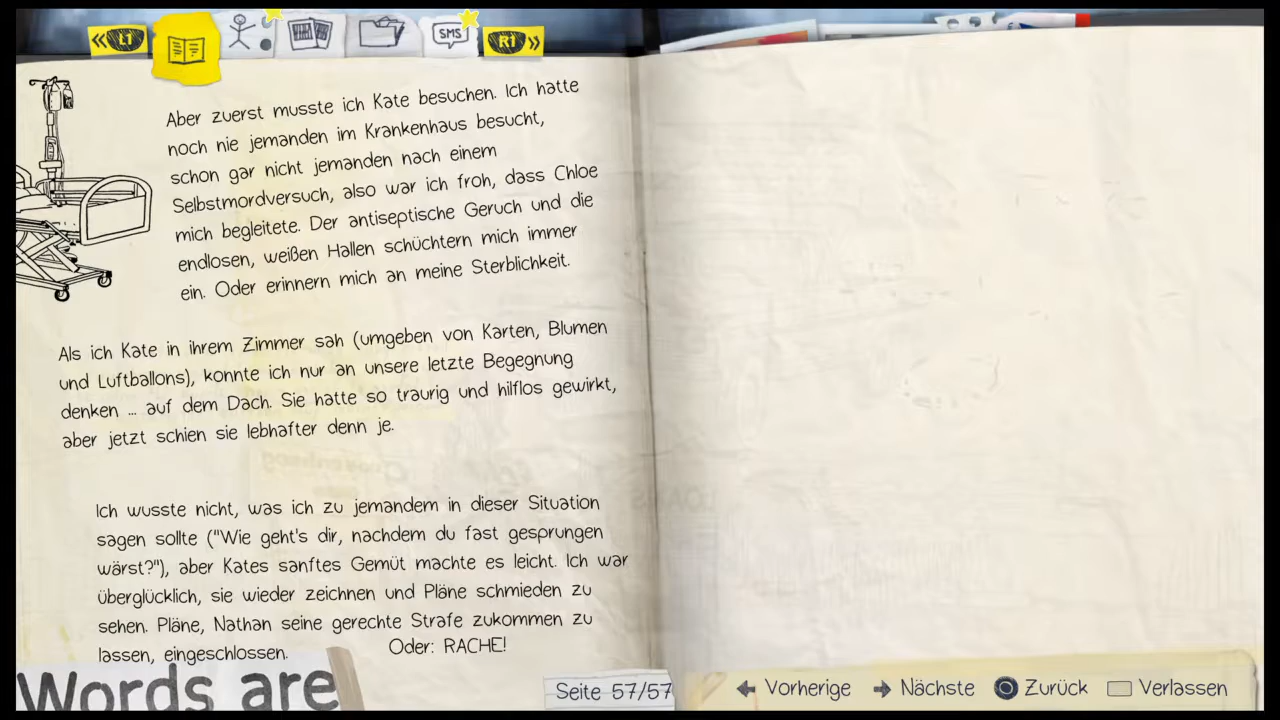 L1
SMS
R1
Aber zuerst musste ich Kate besuchen. Ich hatte
noch nie jemanden im Krankenhaus besucht,
schon gar nicht jemanden nach einem
Selbstmordversuch, also war ich froh, dass Chloe
mich begleitete. Der antiseptische Geruch und die
endlosen, weißen Hallen schüchtern mich immer
ein. Oder erinnern mich an meine Sterblichkeit.
Als ich Kate in ihrem Zimmer sah (umgeben von Karten, Blumen
und Luftballons), konnte ich nur an unsere letzte Begegnung
denken ... auf dem Dach. Sie hatte so traurig und hilflos gewirkt,
aber jetzt schien sie lebhafter denn je.
Ich wusste nicht, was ich zu jemandem in dieser Situation
sagen sollte ("Wie geht's dir, nachdem du fast gesprungen
wärst?"), aber Kates sanftes Gemüt machte es leicht. Ich war
überglücklich, sie wieder zeichnen und Pläne schmieden zu
sehen. Pläne, Nathan seine gerechte Strafe zukommen zu
lassen, eingeschlossen.
Oder: RACHE!
Words are
Seite 57/57
Vorherige
Nächste
Zurück
Verlassen